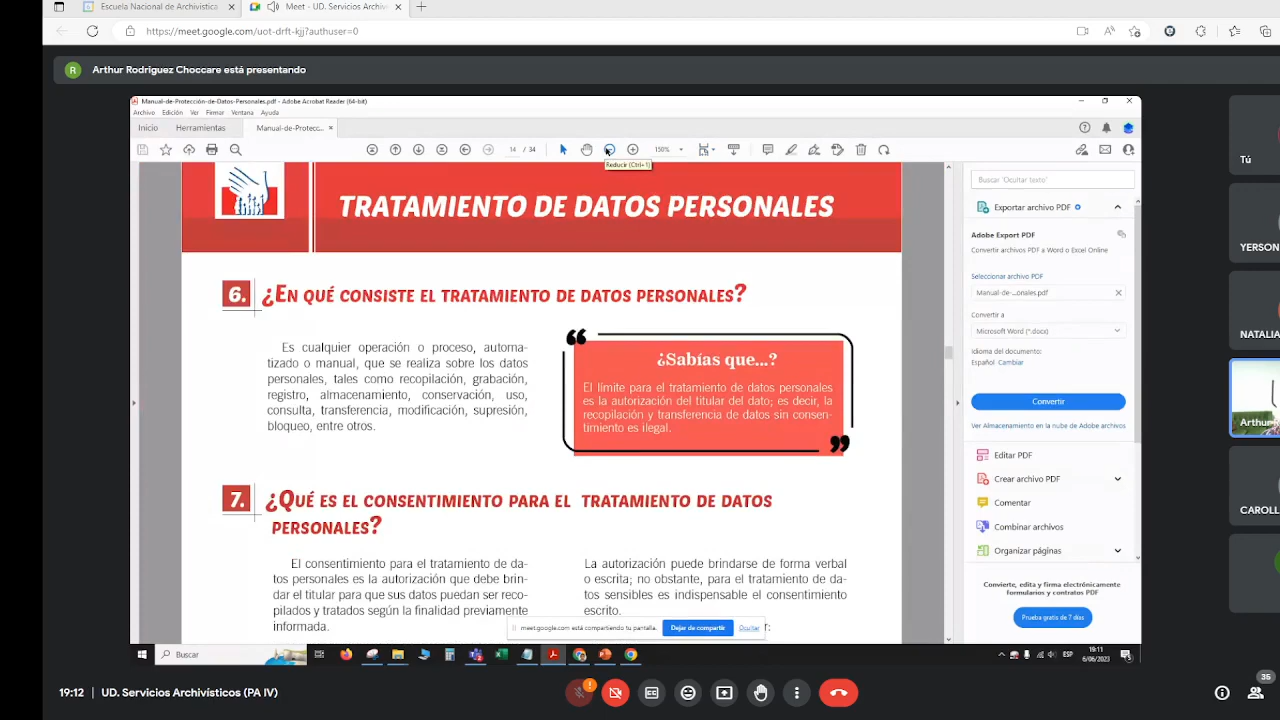 Escuela Nacional de Archivística
Meet - UD. Servicios Archiví
https://meet.google.com/uot-drft-kjj?authuser=0
R
Arthur Rodriguez Choccare está presentando
Manual-de-Protección-de-Datos-Personales.pdf - Adobe Acrobat Reader (64-bit)
Archivo Edición Ver Firmar Ventana Ayuda
Inicio Herramientas Manual-de-Protecc...
14 / 34
150%
Reducir (Ctrl+1)
TRATAMIENTO DE DATOS PERSONALES
6. ¿EN QUÉ CONSISTE EL TRATAMIENTO DE DATOS PERSONALES?
Es cualquier operación o proceso, automa-
tizado o manual, que se realiza sobre los datos
personales, tales como recopilación, grabación,
registro, almacenamiento, conservación, uso,
consulta, transferencia, modificación, supresión,
bloqueo, entre otros.
“
¿Sabías que...?
El límite para el tratamiento de datos personales
es la autorización del titular del dato; es decir, la
recopilación y transferencia de datos sin consen-
timiento es ilegal.
”
7. ¿QUÉ ES EL CONSENTIMIENTO PARA EL TRATAMIENTO DE DATOS
PERSONALES?
El consentimiento para el tratamiento de da-
tos personales es la autorización que debe brin-
dar el titular para que sus datos puedan ser reco-
pilados y tratados según la finalidad previamente
informada.
La autorización puede brindarse de forma verbal
o escrita; no obstante, para el tratamiento de da-
tos sensibles es indispensable el consentimiento
escrito.
r:
meet.google.com está compartiendo tu pantalla.
Dejar de compartir
Ocultar
Buscar "Ocultar texto"
Exportar archivo PDF
Adobe Export PDF
Convertir archivos PDF a Word o Excel Online
Seleccionar archivo PDF
Manual-de-...onales.pdf
Convertir a
Microsoft Word (*.docx)
Idioma del documento:
Español Cambiar
Convertir
Ver Almacenamiento en la nube de Adobe archivos
Editar PDF
Crear archivo PDF
Comentar
Combinar archivos
Organizar páginas
Convierte, edita y firma electrónicamente
formularios y contratos PDF
Prueba gratis de 7 días
Tú
YERSON
NATALIA
Arthur
CAROLL
Buscar
ESP
19:11
6/06/2023
19:12 | UD. Servicios Archivísticos (PA IV)
35